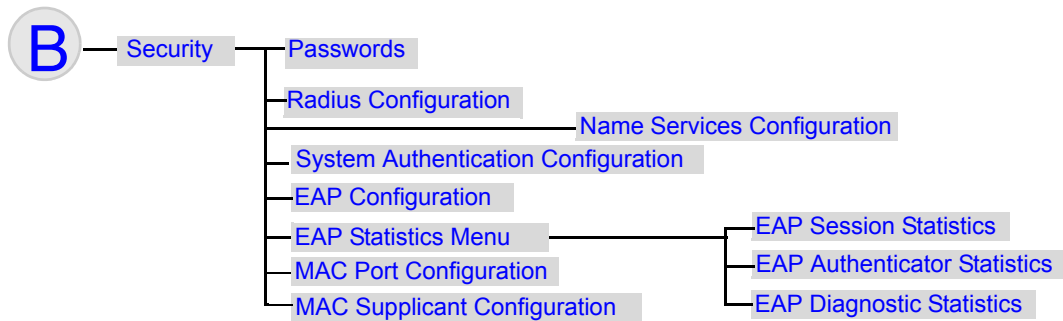 B
Security
Passwords
Radius Configuration
Name Services Configuration
System Authentication Configuration
EAP Configuration
EAP Statistics Menu
EAP Session Statistics
EAP Authenticator Statistics
EAP Diagnostic Statistics
MAC Port Configuration
MAC Supplicant Configuration